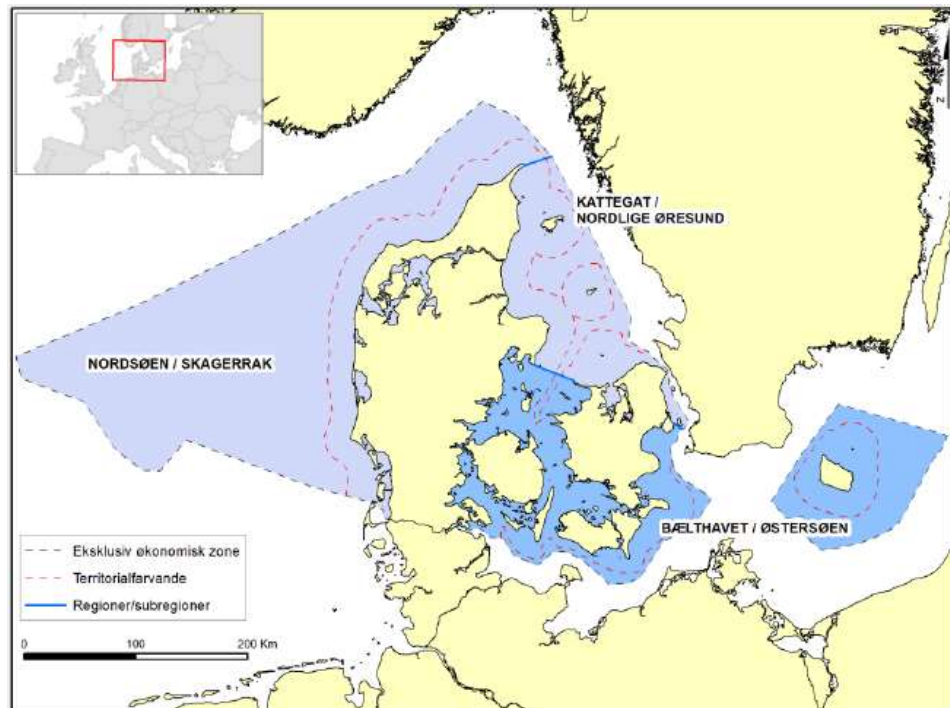 KATTEGAT /
NORDLIGE ØRESUND
NORDSØEN / SKAGERRAK
BÆLTHAVET / ØSTERSØEN
Eksklusiv økonomisk zone
Territorialfarvande
Regioner/subregioner
0 100 200 Km